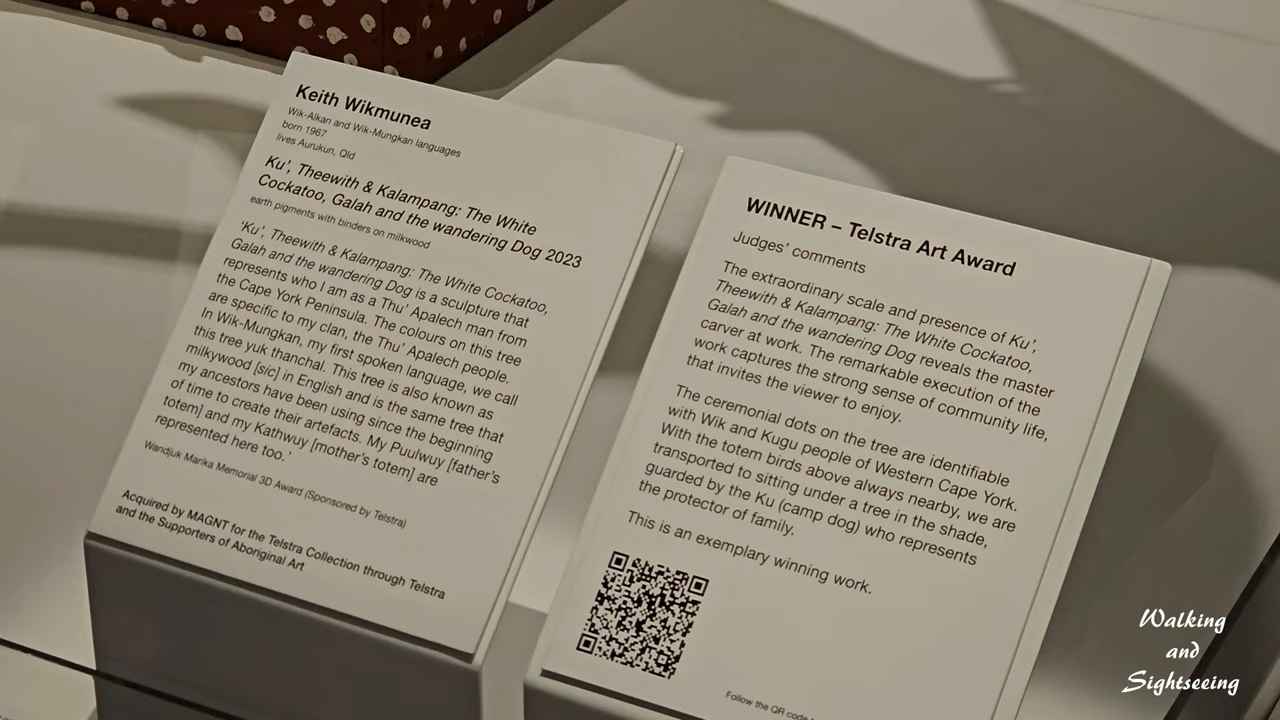 Keith Wikmunea
Wik-Alkan and Wik-Mungkan languages
born 1967
lives Aurukun, Qld
Ku', Theewith & Kalampang: The White
Cockatoo, Galah and the wandering Dog 2023
earth pigments with binders on milkwood
'Ku', Theewith & Kalampang: The White Cockatoo,
Galah and the wandering Dog is a sculpture that
represents who I am as a Thu' Apalech man from
the Cape York Peninsula. The colours on this tree
are specific to my clan, the Thu' Apalech people.
In Wik-Mungkan, my first spoken language, we call
this tree yuk thanchal. This tree is also known as
milkywood [sic] in English and is the same tree that
my ancestors have been using since the beginning
of time to create their artefacts. My Puulwuy [father's
totem] and my Kathwuy [mother's totem] are
represented here too.'
Wandjuk Marika Memorial 3D Award (Sponsored by Telstra)
Acquired by MAGNT for the Telstra Collection through Telstra
and the Supporters of Aboriginal Art
WINNER – Telstra Art Award
Judges' comments
The extraordinary scale and presence of Ku',
Theewith & Kalampang: The White Cockatoo,
Galah and the wandering Dog reveals the master
carver at work. The remarkable execution of the
work captures the strong sense of community life,
that invites the viewer to enjoy.
The ceremonial dots on the tree are identifiable
with Wik and Kugu people of Western Cape York.
With the totem birds above always nearby, we are
transported to sitting under a tree in the shade,
guarded by the Ku (camp dog) who represents
the protector of family.
This is an exemplary winning work.
Follow the QR code
Walking
and
Sightseeing